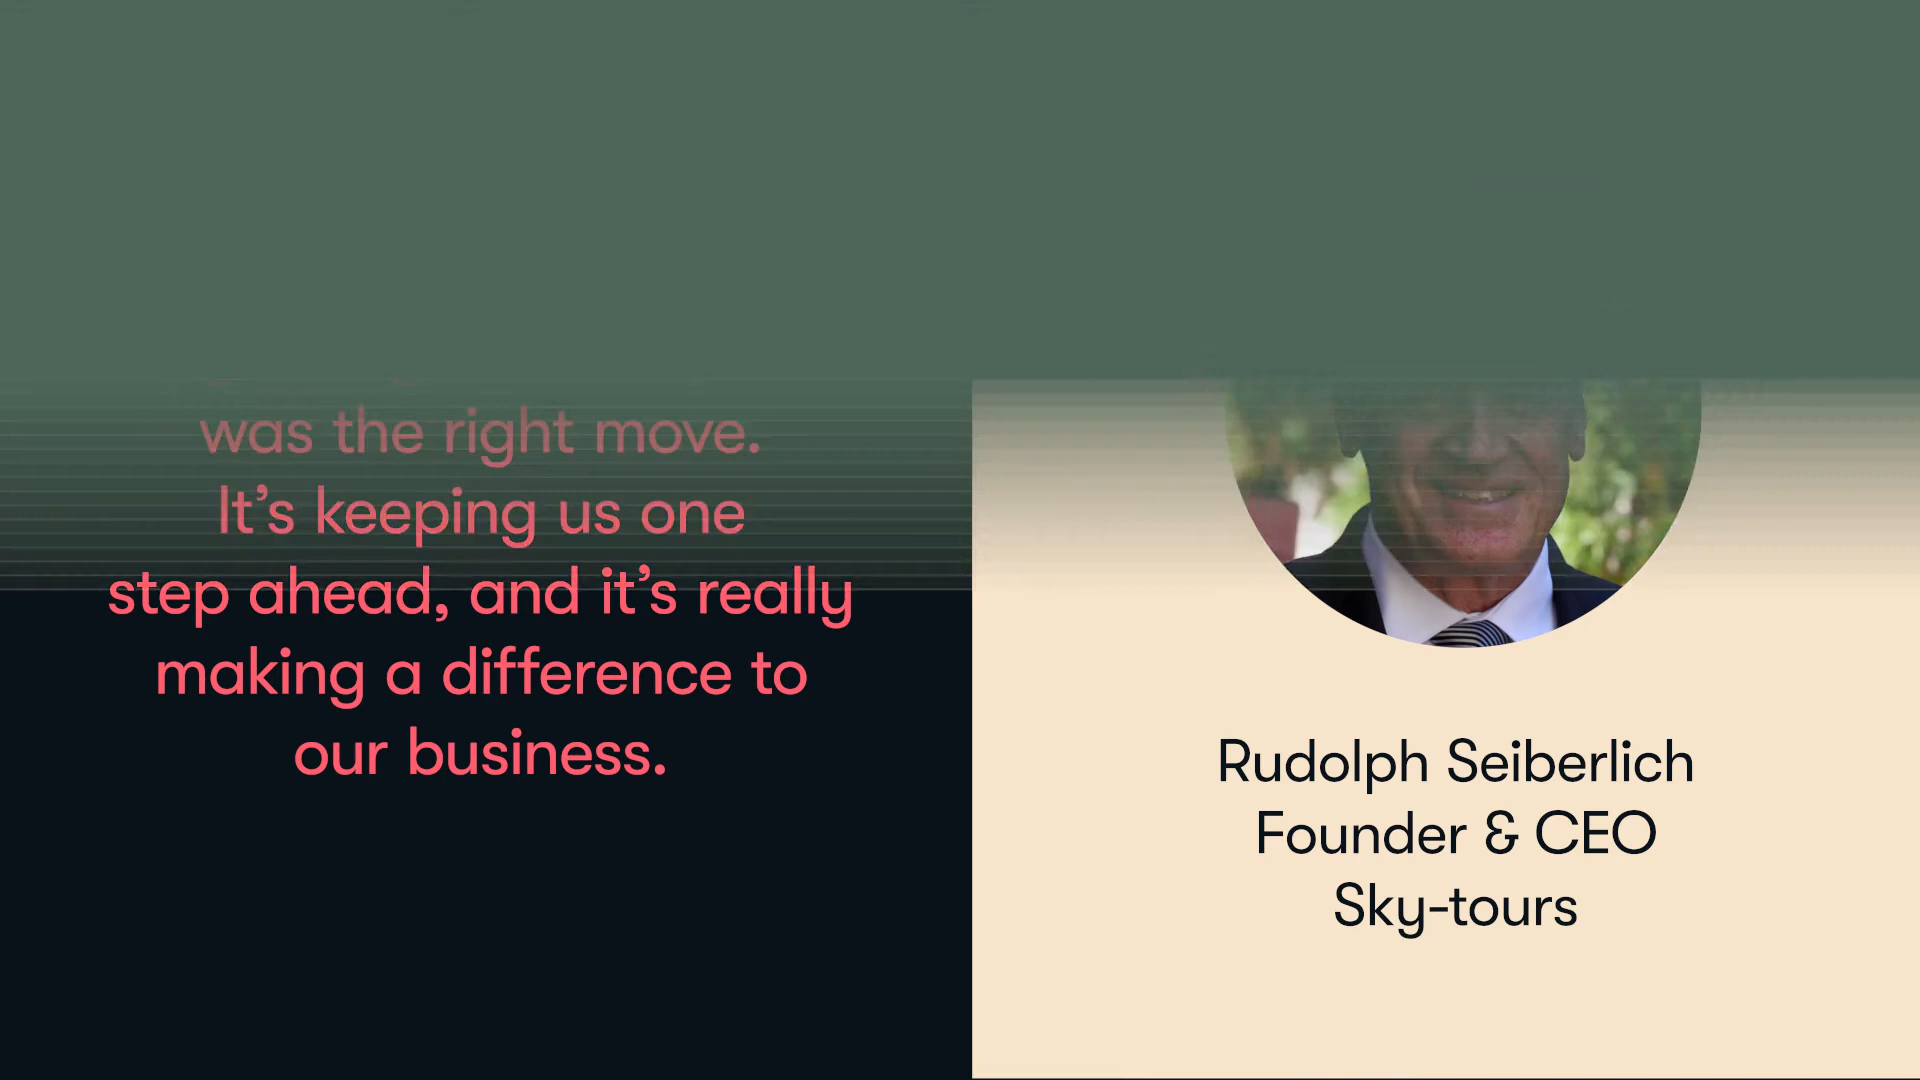 was the right move.
It’s keeping us one
step ahead, and it’s really
making a difference to
our business.
Rudolph Seiberlich
Founder & CEO
Sky-tours